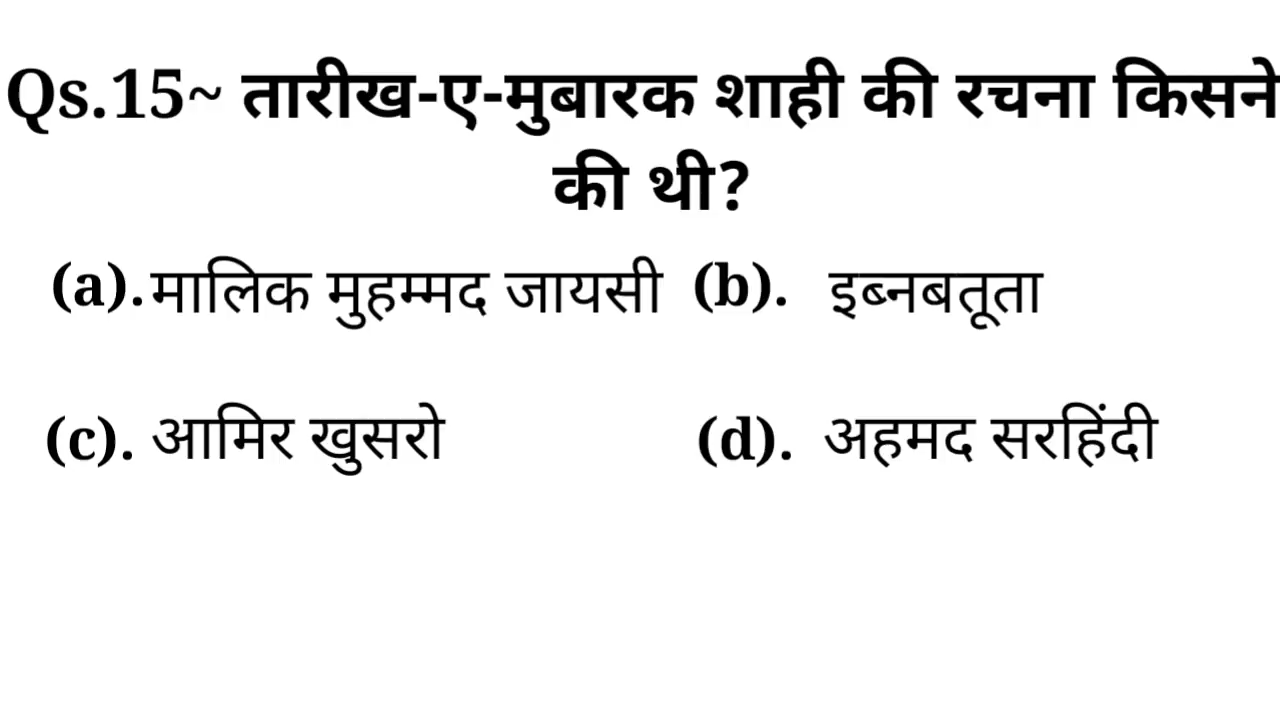 Qs.15~ तारीख-ए-मुबारक शाही की रचना किसने
की थी?
(a).मालिक मुहम्मद जायसी (b). इब्नबतूता
(c). आमिर खुसरो (d). अहमद सरहिंदी